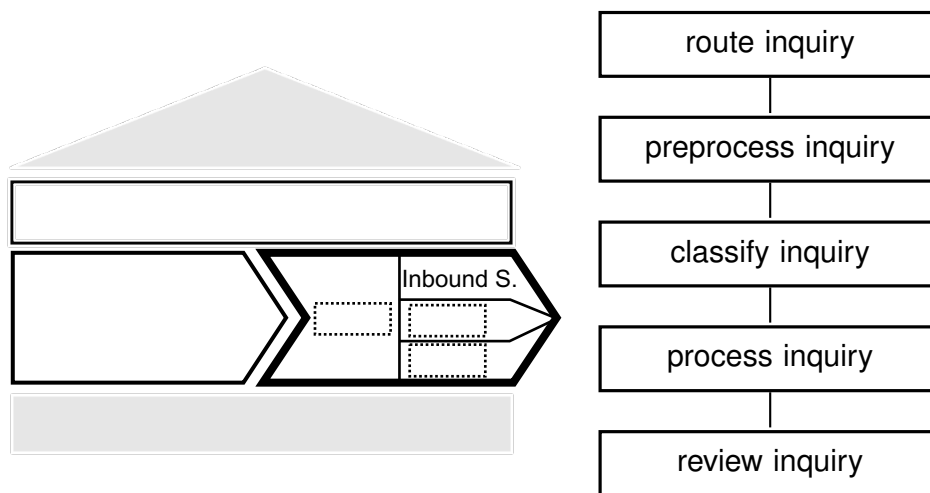 Inbound S.
route inquiry
preprocess inquiry
classify inquiry
process inquiry
review inquiry